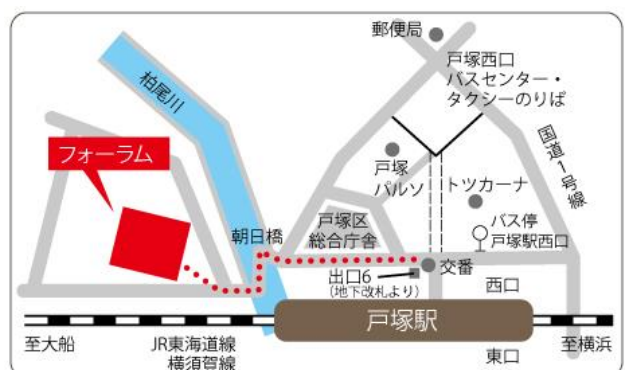 郵便局
戸塚西口
バスセンター・
タクシーのりば
柏尾川
国道1号線
フォーラム
戸塚
パルソ
トツカーナ
バス停
戸塚駅西口
戸塚区
総合庁舎
朝日橋
交番
出口6
（地下改札より）
西口
戸塚駅
至大船
JR東海道線
横須賀線
東口
至横浜